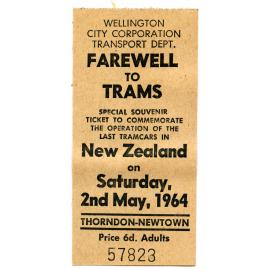 WELLINGTON
CITY CORPORATION
TRANSPORT DEPT.
FAREWELL
TO
TRAMS
SPECIAL SOUVENIR
TICKET TO COMMEMORATE
THE OPERATION OF THE
LAST TRAMCARS IN
New Zealand
on
Saturday,
2nd May, 1964
THORNDON-NEWTOWN
Price 6d. Adults
57823